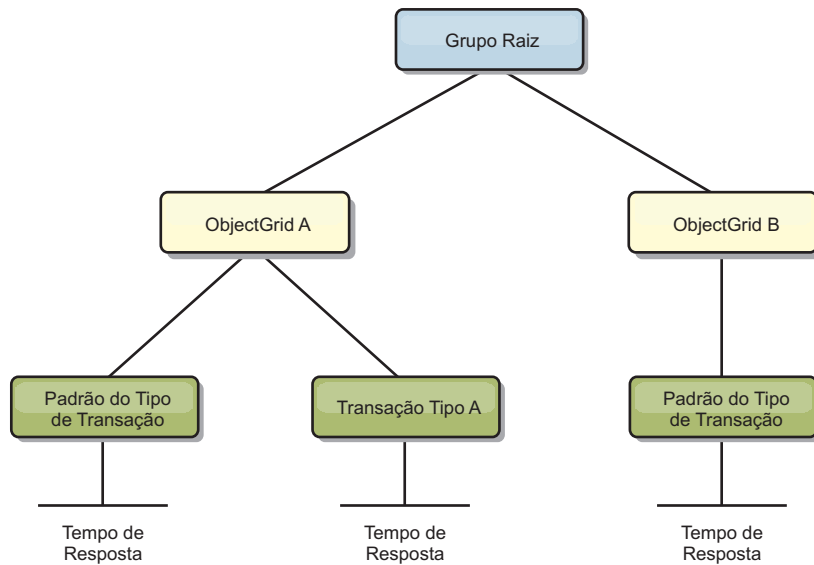 Grupo Raiz
ObjectGrid A
ObjectGrid B
Padrão do Tipo
de Transação
Transação Tipo A
Padrão do Tipo
de Transação
Tempo de
Resposta
Tempo de
Resposta
Tempo de
Resposta